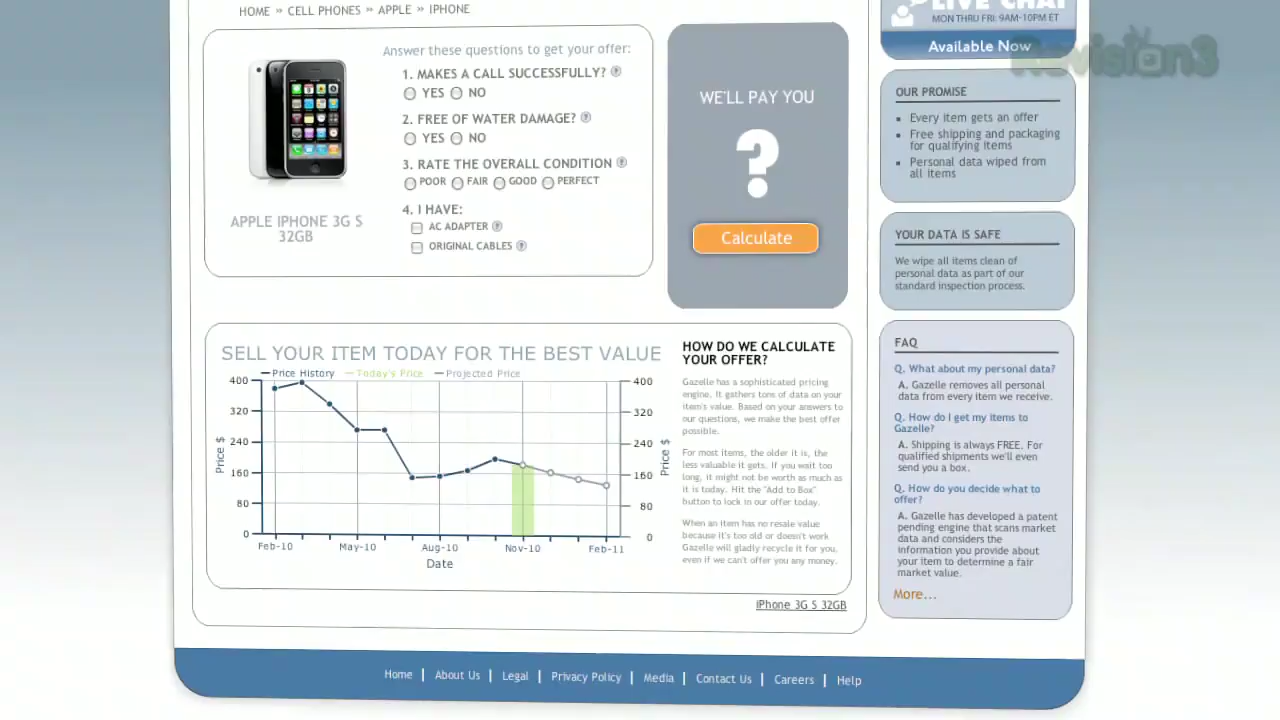 HOME » CELL PHONES » APPLE » IPHONE
Answer these questions to get your offer:
1. MAKES A CALL SUCCESSFULLY? ?
YES NO
2. FREE OF WATER DAMAGE? ?
YES NO
3. RATE THE OVERALL CONDITION ?
POOR FAIR GOOD PERFECT
4. I HAVE:
AC ADAPTER ?
ORIGINAL CABLES ?
APPLE IPHONE 3G S
32GB
WE'LL PAY YOU
?
Calculate
LIVE CHAT
MON THRU FRI: 9AM-10PM ET
Available Now
Revision3
OUR PROMISE
Every item gets an offer
Free shipping and packaging
for qualifying items
Personal data wiped from
all items
YOUR DATA IS SAFE
We wipe all items clean of
personal data as part of our
standard inspection process.
FAQ
Q. What about my personal data?
A. Gazelle removes all personal
data from every item we receive.
Q. How do I get my items to
Gazelle?
A. Shipping is always FREE. For
qualified shipments we'll even
send you a box.
Q. How do you decide what to
offer?
A. Gazelle has developed a patent
pending engine that scans market
data and considers the
information you provide about
your item to determine a fair
market value.
More...
SELL YOUR ITEM TODAY FOR THE BEST VALUE
Price History Today's Price Projected Price
400 400
320 320
240 240
160 160
80 80
0 0
Price $
Price $
Feb-10 May-10 Aug-10 Nov-10 Feb-11
Date
HOW DO WE CALCULATE
YOUR OFFER?
Gazelle has a sophisticated pricing
engine. It gathers tons of data on your
item's value. Based on your answers to
our questions, we make the best offer
possible.
For most items, the older it is, the
less valuable it gets. If you wait too
long, it might not be worth as much as
it is today. Hit the "Add to Box"
button to lock in our offer today.
When an item has no resale value
because it's too old or doesn't work
Gazelle will gladly recycle it for you,
even if we can't offer you any money.
iPhone 3G S 32GB
Home | About Us | Legal | Privacy Policy | Media | Contact Us | Careers | Help